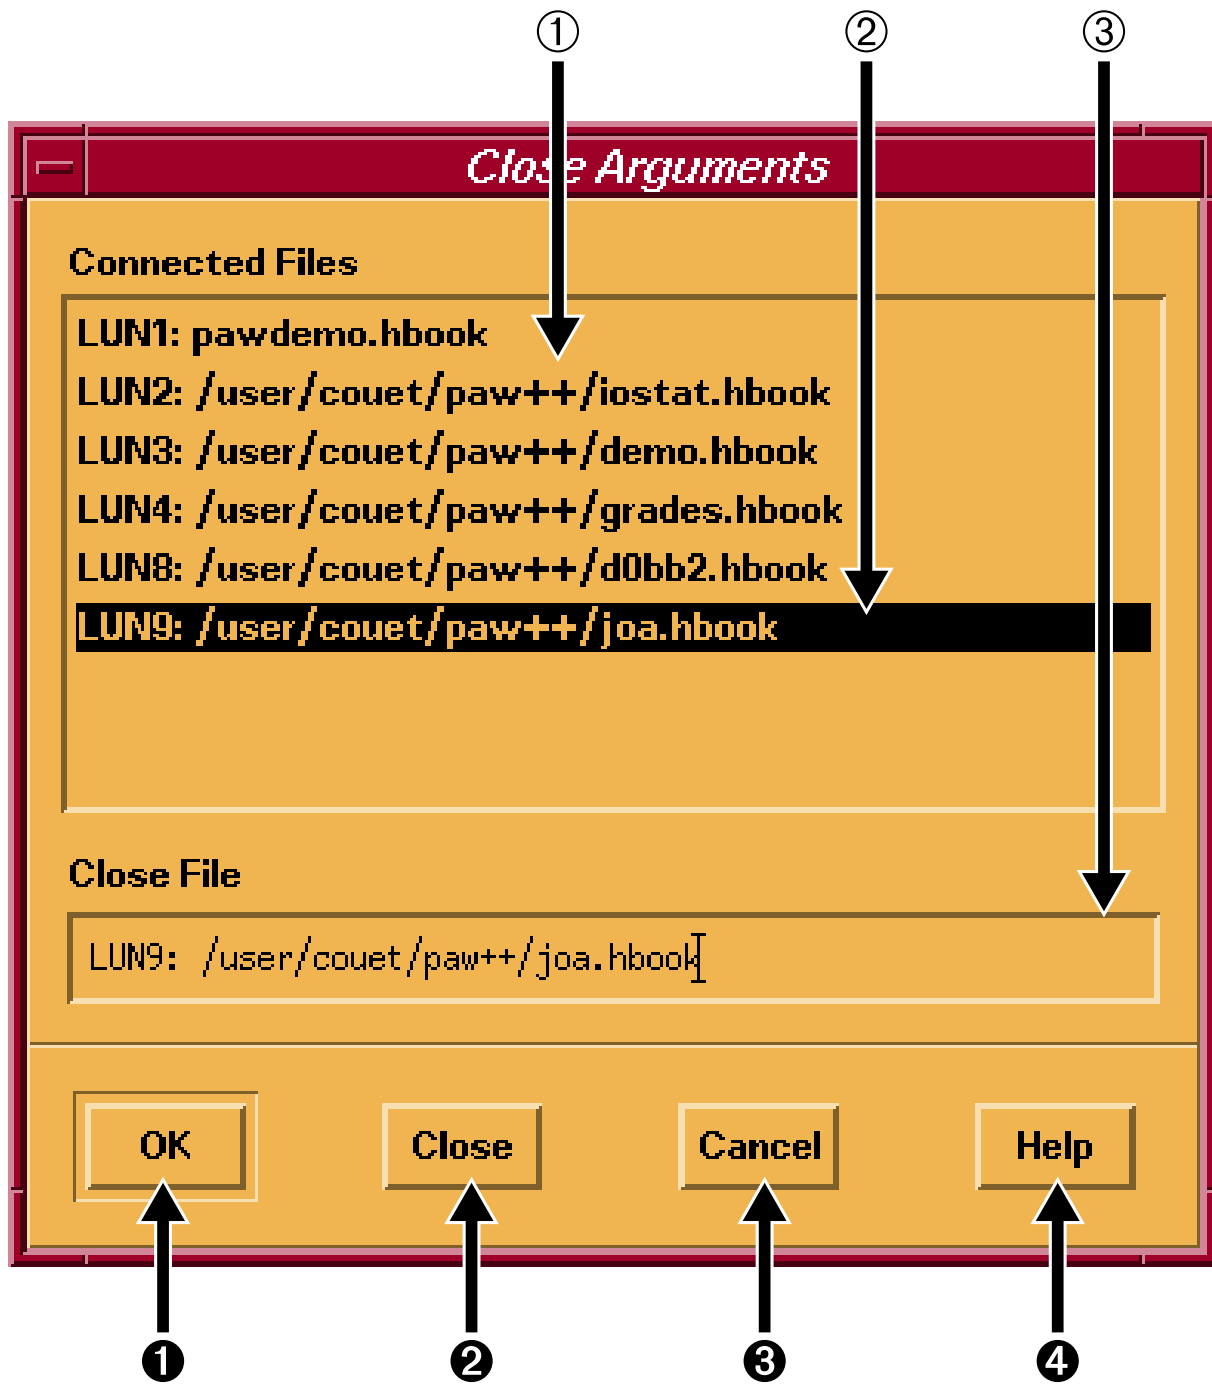 ① ② ③
Close Arguments
Connected Files
LUN1: pawdemo.hbook
LUN2: /user/couet/paw++/iostat.hbook
LUN3: /user/couet/paw++/demo.hbook
LUN4: /user/couet/paw++/grades.hbook
LUN8: /user/couet/paw++/d0bb2.hbook
LUN9: /user/couet/paw++/joa.hbook
Close File
LUN9: /user/couet/paw++/joa.hbook
OK Close Cancel Help
❶ ❷ ❸ ❹